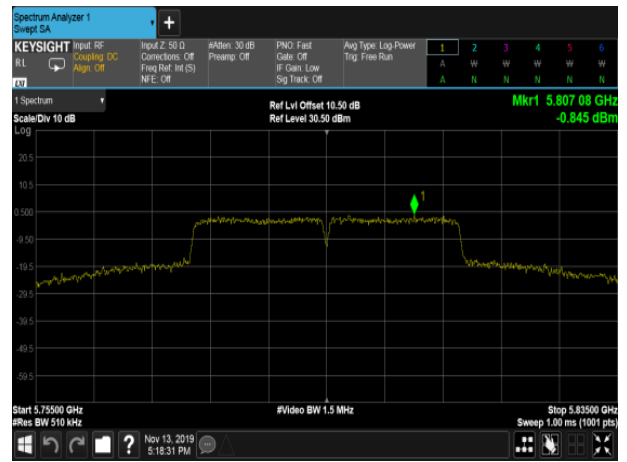 Spectrum Analyzer 1
Swept SA
+
KEYSIGHT Input: RF Input Z: 50 Ω #Atten: 30 dB PNO: Fast Avg Type: Log-Power 1 2 3 4 5 6
RL Coupling: DC Corrections: Off Preamp: Off Gate: Off Trig: Free Run A W W W W W
Align: Off Freq Ref: Int (S) IF Gain: Low
LXI NFE: Off Sig Track: Off A N N N N N
1 Spectrum Ref Lvl Offset 10.50 dB Mkr1 5.807 08 GHz
Scale/Div 10 dB Ref Level 30.50 dBm -0.845 dBm
Log
20.5
10.5
1
0.500
-9.50
-19.5
-29.5
-39.5
-49.5
-59.5
Start 5.75500 GHz #Video BW 1.5 MHz Stop 5.83500 GHz
#Res BW 510 kHz Sweep 1.00 ms (1001 pts)
? Nov 13, 2019
5:18:31 PM